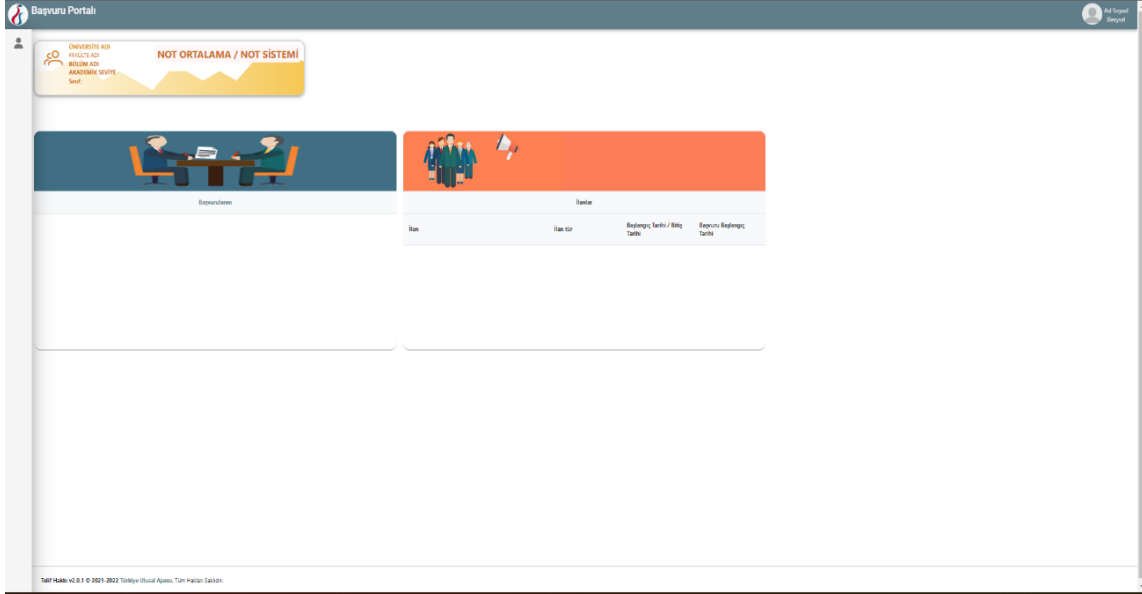 Başvuru Portalı
Ad Soyad
Bireysel
ÜNİVERSİTE ADI
FAKÜLTE ADI
BÖLÜM ADI
AKADEMİK SEVİYE
Sınıf:
NOT ORTALAMA / NOT SİSTEMİ
Başvurularım
İlanlar
İlan
İlan tür
Başlangıç Tarihi / Bitiş
Tarihi
Başvuru Başlangıç
Tarihi
Telif Hakkı v2.0.1 © 2021-2022 Türkiye Ulusal Ajansı, Tüm Hakları Saklıdır.